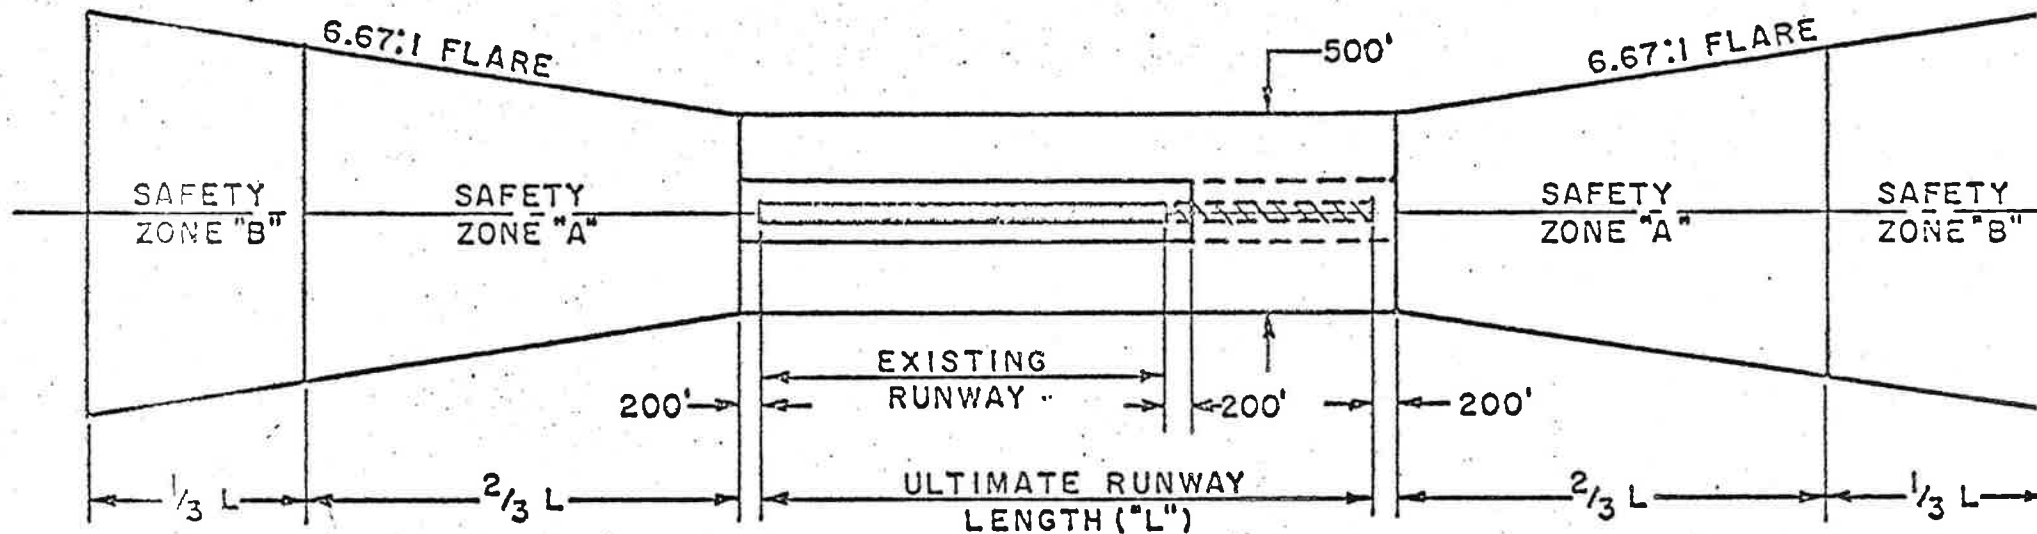 6.67:1 FLARE
500'
6.67:1 FLARE
SAFETY
ZONE "B"
SAFETY
ZONE "A"
SAFETY
ZONE "A"
SAFETY
ZONE "B"
EXISTING
RUNWAY
200'
200'
200'
1/3 L
2/3 L
ULTIMATE RUNWAY
LENGTH ("L")
2/3 L
1/3 L